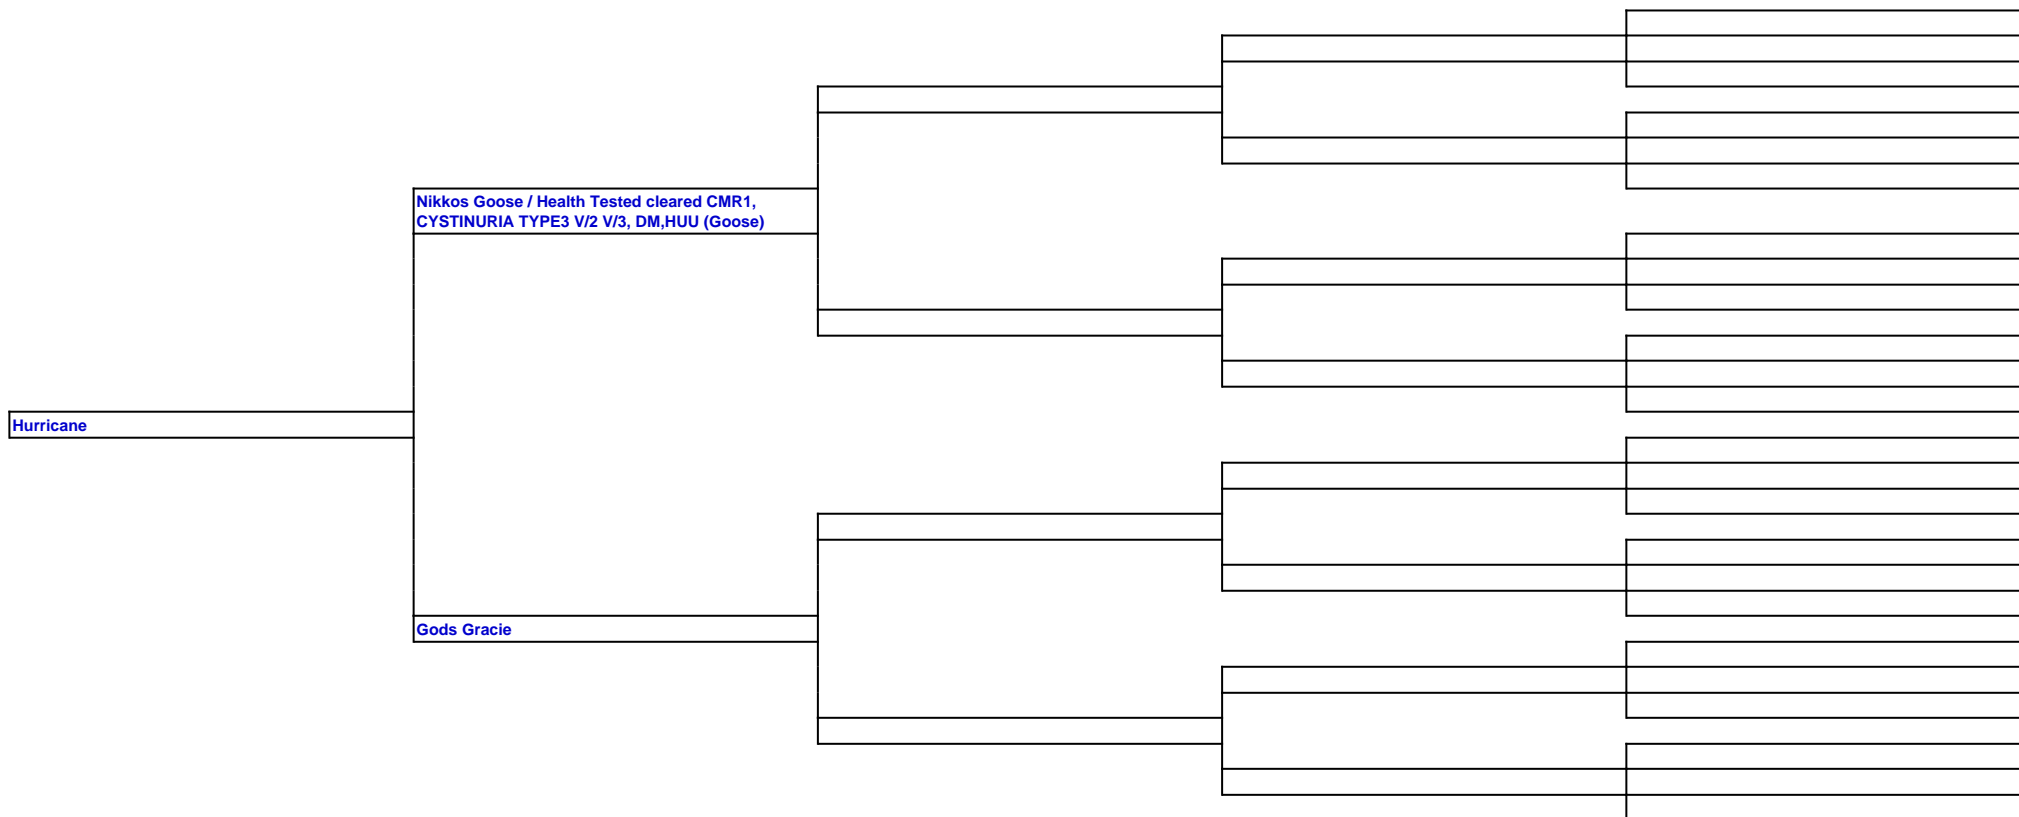 Nikkos Goose / Health Tested cleared CMR1,
CYSTINURIA TYPE3 V/2 V/3, DM,HUU (Goose)
Hurricane
Gods Gracie